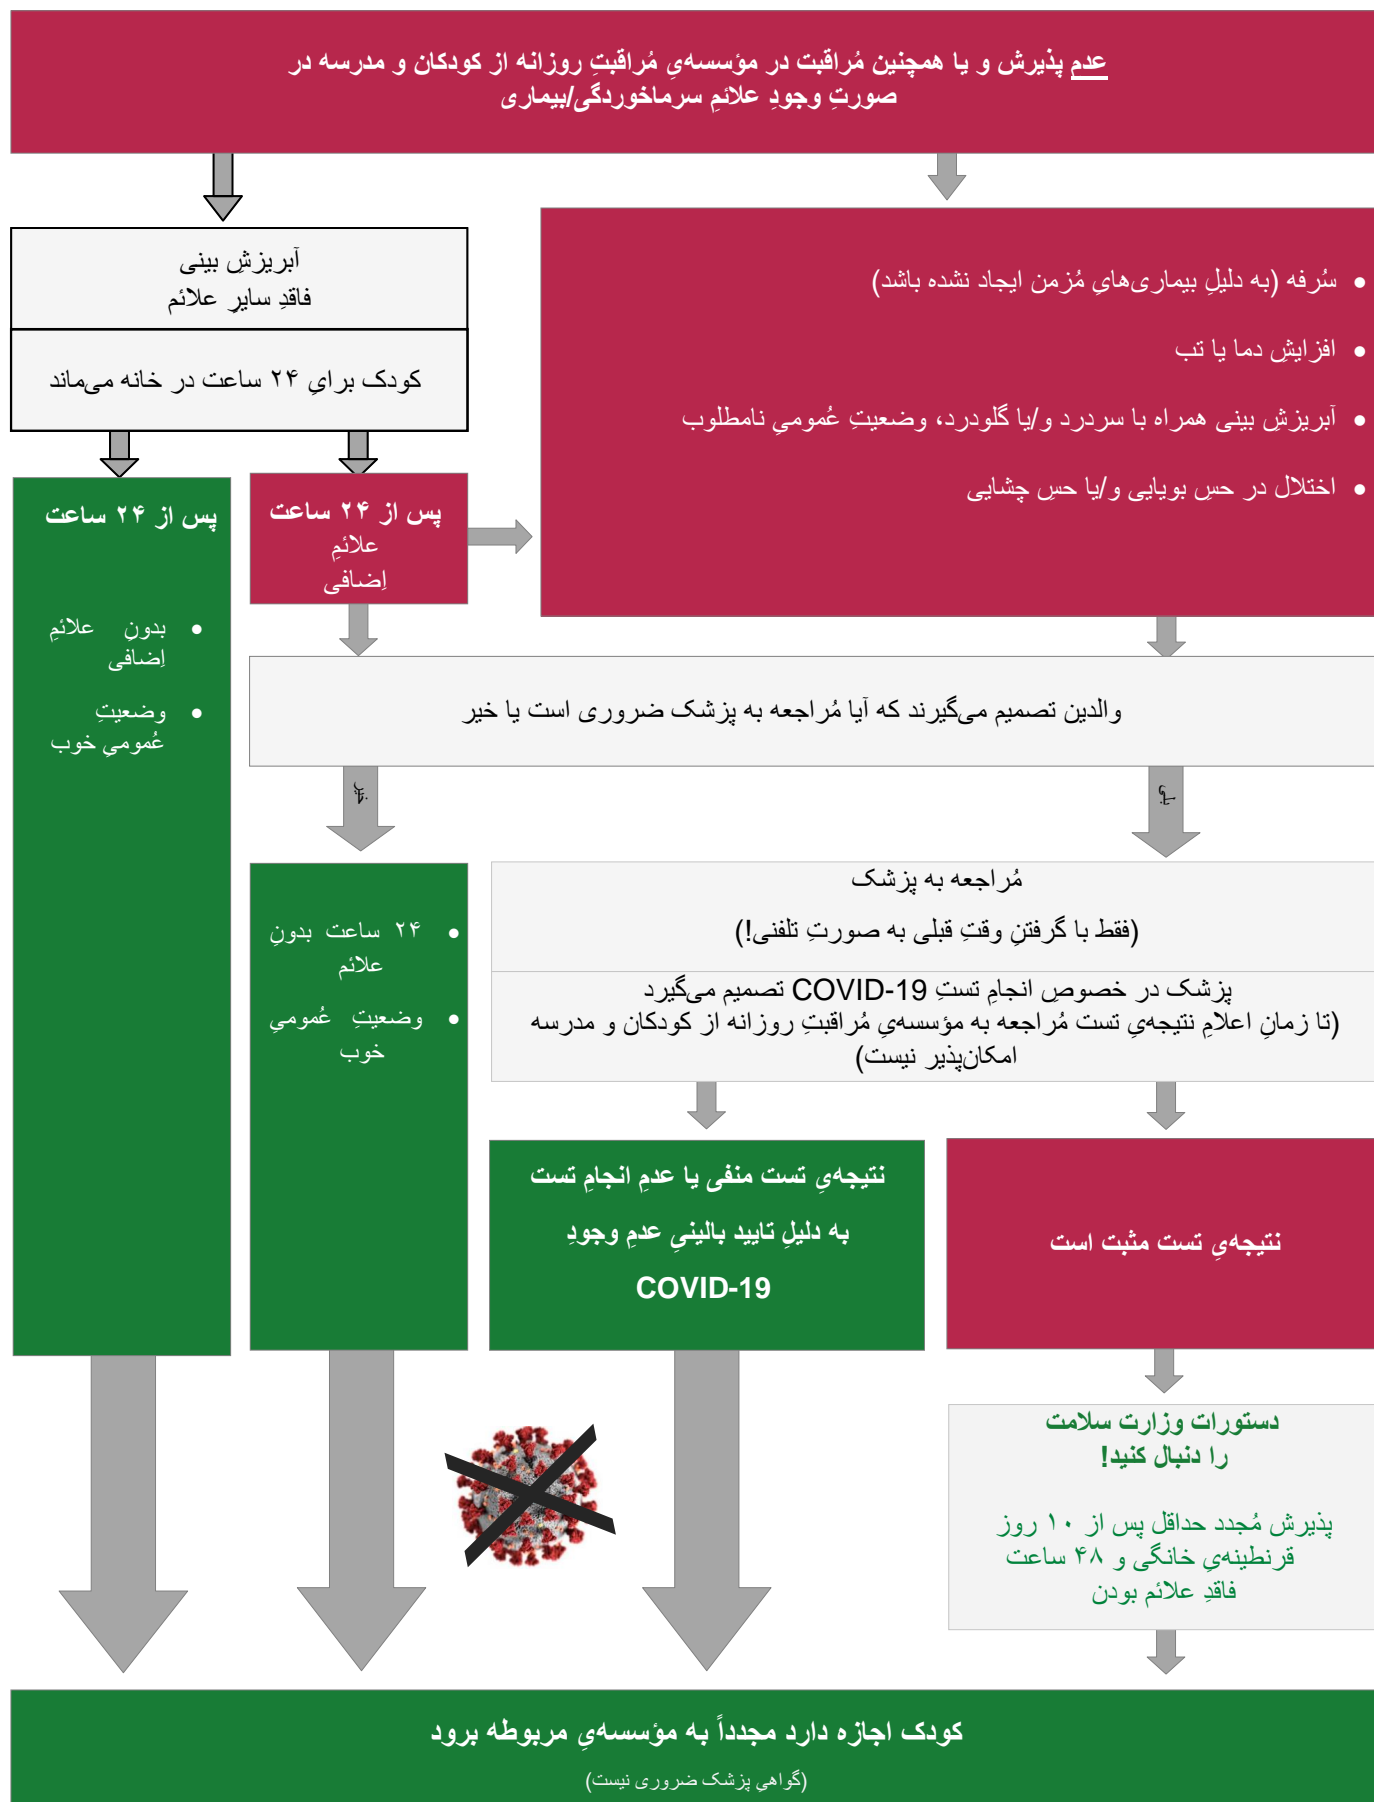 عدم پذیرش و یا همچنین مُراقبت در مؤسسه‌یِ مُراقبتِ روزانه از کودکان و مدرسه در
صورتِ وجودِ علائمِ سرماخوردگی/بیماری
آبریزشِ بینی
فاقدِ سایرِ علائم
کودک برایِ ۲۴ ساعت در خانه می‌ماند
• سُرفه (به دلیلِ بیماری‌هایِ مُزمن ایجاد نشده باشد)
• افزایشِ دما یا تب
• آبریزشِ بینی همراه با سردرد و/یا گلودرد، وضعیتِ عُمومیِ نامطلوب
• اختلال در حسِ بویایی و/یا حسِ چشایی
پس از ۲۴ ساعت
علائمِ
اِضافی
پس از ۲۴ ساعت
• بدونِ علائمِ
اِضافی
• وضعیتِ
عُمومیِ خوب
والدین تصمیم می‌گیرند که آیا مُراجعه به پزشک ضروری است یا خیر
بلی
خیر
مُراجعه به پزشک
(فقط با گرفتنِ وقتِ قبلی به صورتِ تلفنی!)
پزشک در خصوصِ انجامِ تستِ COVID-19 تصمیم می‌گیرد
(تا زمانِ اعلامِ نتیجه‌یِ تست مُراجعه به مؤسسه‌یِ مُراقبتِ روزانه از کودکان و مدرسه
امکان‌پذیر نیست)
• ۲۴ ساعت بدونِ
علائم
• وضعیتِ عُمومیِ
خوب
نتیجه‌یِ تست مثبت است
نتیجه‌یِ تست منفی یا عدمِ انجامِ تست
به دلیلِ تایید بالینیِ عدمِ وجودِ
COVID-19
دستورات وزارت سلامت
را دنبال کنید!
پذیرش مُجدد حداقل پس از ۱۰ روز
قرنطینه‌یِ خانگی و ۴۸ ساعت
فاقدِ علائم بودن
کودک اجازه دارد مجدداً به مؤسسه‌یِ مربوطه برود
(گواهیِ پزشک ضروری نیست)